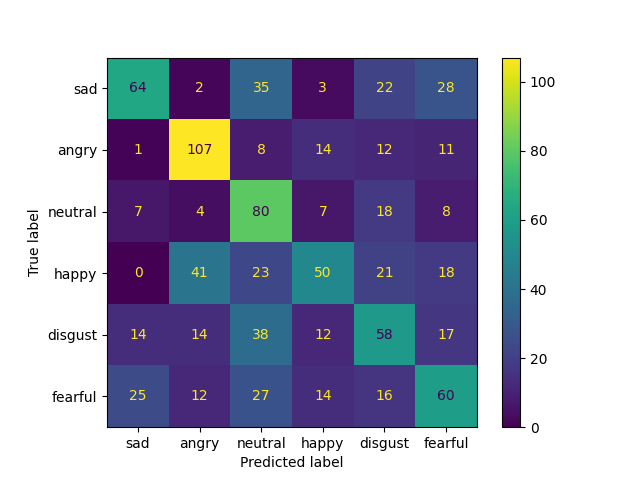 sad 64 2 35 3 22 28
angry 1 107 8 14 12 11
neutral 7 4 80 7 18 8
happy 0 41 23 50 21 18
disgust 14 14 38 12 58 17
fearful 25 12 27 14 16 60
sad angry neutral happy disgust fearful
Predicted label
True label
100
80
60
40
20
0